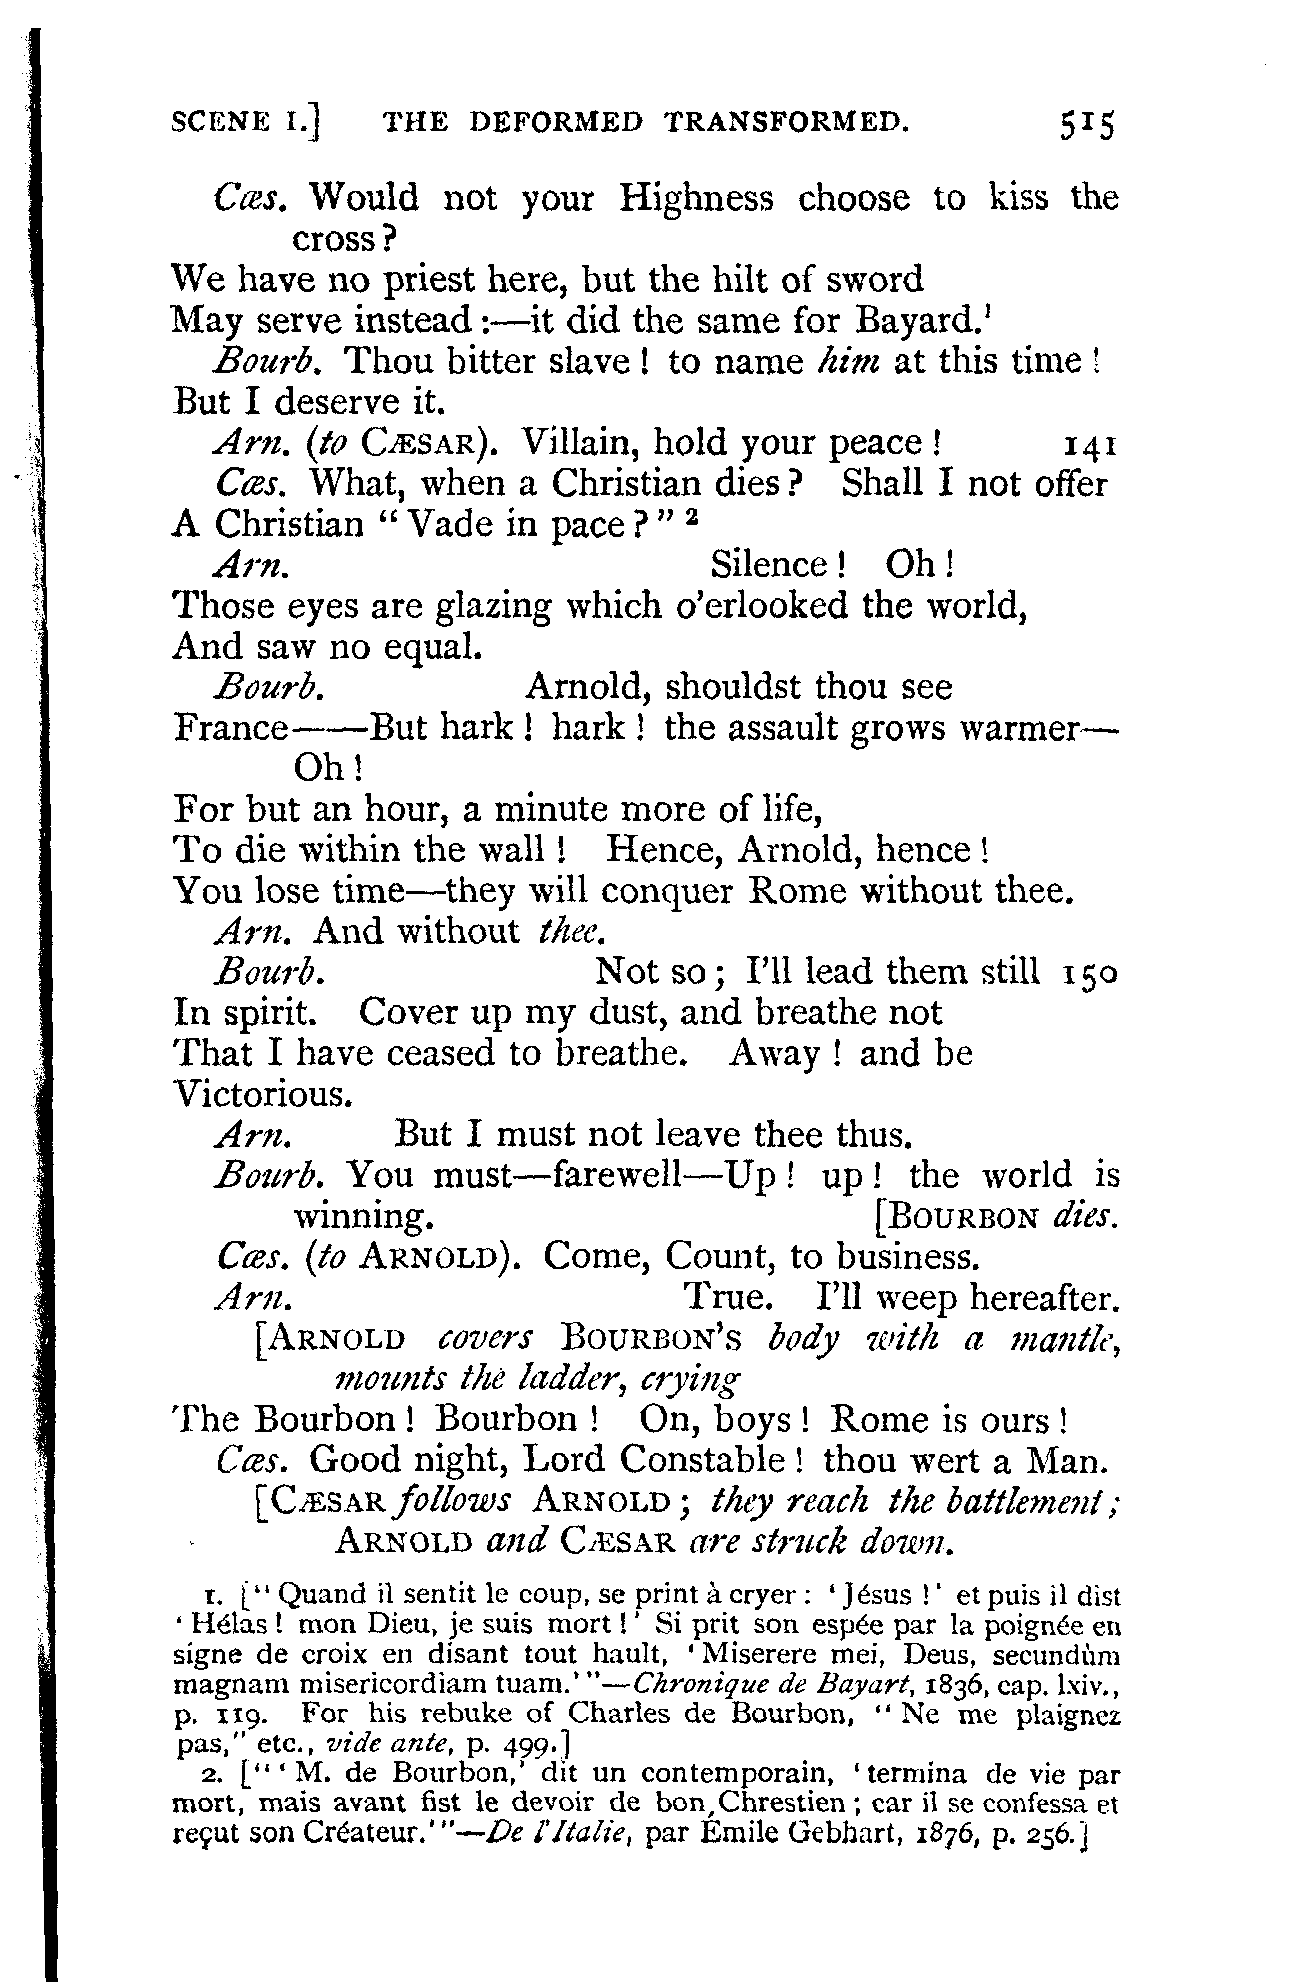 SCENE I.] THE DEFORMED TRANSFORMED. 515
Cæs. Would not your Highness choose to kiss the
cross?
We have no priest here, but the hilt of sword
May serve instead:—it did the same for Bayard.¹
Bourb. Thou bitter slave! to name him at this time!
But I deserve it.
Arn. (to CÆSAR). Villain, hold your peace! 141
Cæs. What, when a Christian dies? Shall I not offer
A Christian "Vade in pace?" ²
Arn. Silence! Oh!
Those eyes are glazing which o'erlooked the world,
And saw no equal.
Bourb. Arnold, shouldst thou see
France——But hark! hark! the assault grows warmer—
Oh!
For but an hour, a minute more of life,
To die within the wall! Hence, Arnold, hence!
You lose time—they will conquer Rome without thee.
Arn. And without thee.
Bourb. Not so; I'll lead them still 150
In spirit. Cover up my dust, and breathe not
That I have ceased to breathe. Away! and be
Victorious.
Arn. But I must not leave thee thus.
Bourb. You must—farewell—Up! up! the world is
winning. [BOURBON dies.
Cæs. (to ARNOLD). Come, Count, to business.
Arn. True. I'll weep hereafter.
[ARNOLD covers BOURBON'S body with a mantle,
mounts the ladder, crying
The Bourbon! Bourbon! On, boys! Rome is ours!
Cæs. Good night, Lord Constable! thou wert a Man.
[CÆSAR follows ARNOLD; they reach the battlement;
ARNOLD and CÆSAR are struck down.
1. ["Quand il sentit le coup, se print à cryer: 'Jésus!' et puis il dist
'Hélas! mon Dieu, je suis mort!' Si prit son espée par la poignée en
signe de croix en disant tout hault, 'Miserere mei, Deus, secundùm
magnam misericordiam tuam.'"—Chronique de Bayart, 1836, cap. lxiv.,
p. 119. For his rebuke of Charles de Bourbon, "Ne me plaignez
pas," etc., vide ante, p. 499.]
2. ["'M. de Bourbon,' dit un contemporain, 'termina de vie par
mort, mais avant fist le devoir de bon Chrestien; car il se confessa et
reçut son Créateur.'"—De l'Italie, par Émile Gebhart, 1876, p. 256.]